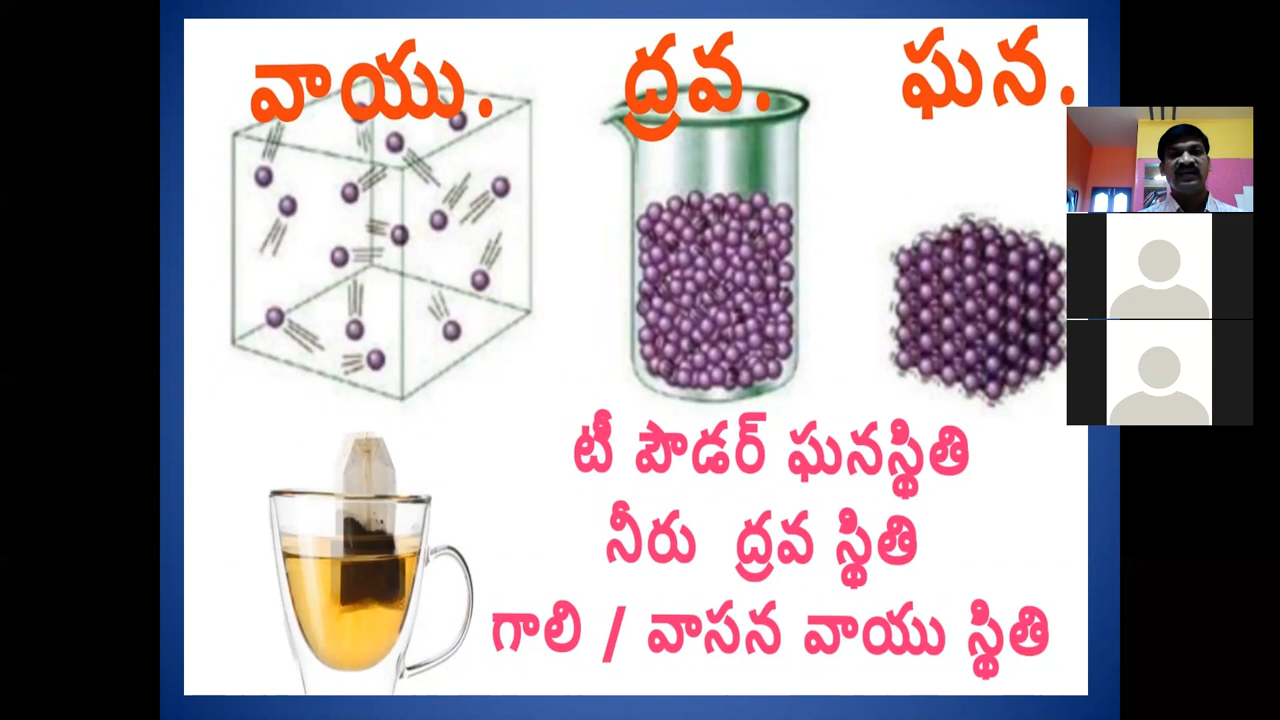 వాయు. ద్రవ. ఘన.
టీ పౌడర్ ఘనస్థితి
నీరు ద్రవ స్థితి
గాలి / వాసన వాయు స్థితి